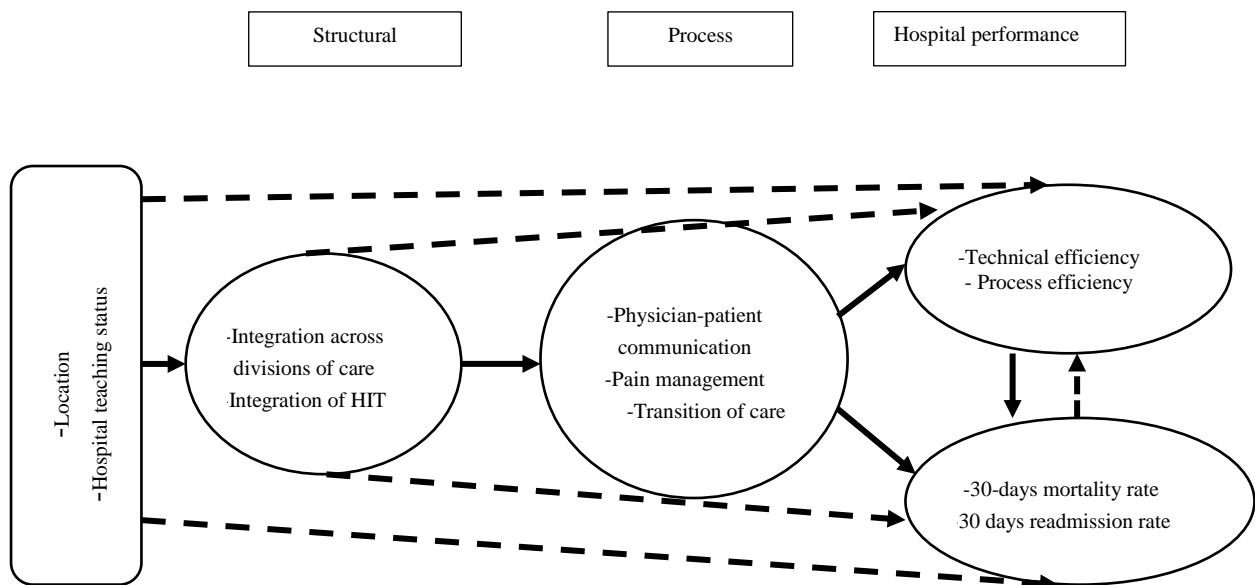 Structural
Process
Hospital performance
-Location
-Hospital teaching status
-Integration across
divisions of care
-Integration of HIT
-Physician-patient
communication
-Pain management
-Transition of care
-Technical efficiency
- Process efficiency
-30-days mortality rate
-30 days readmission rate